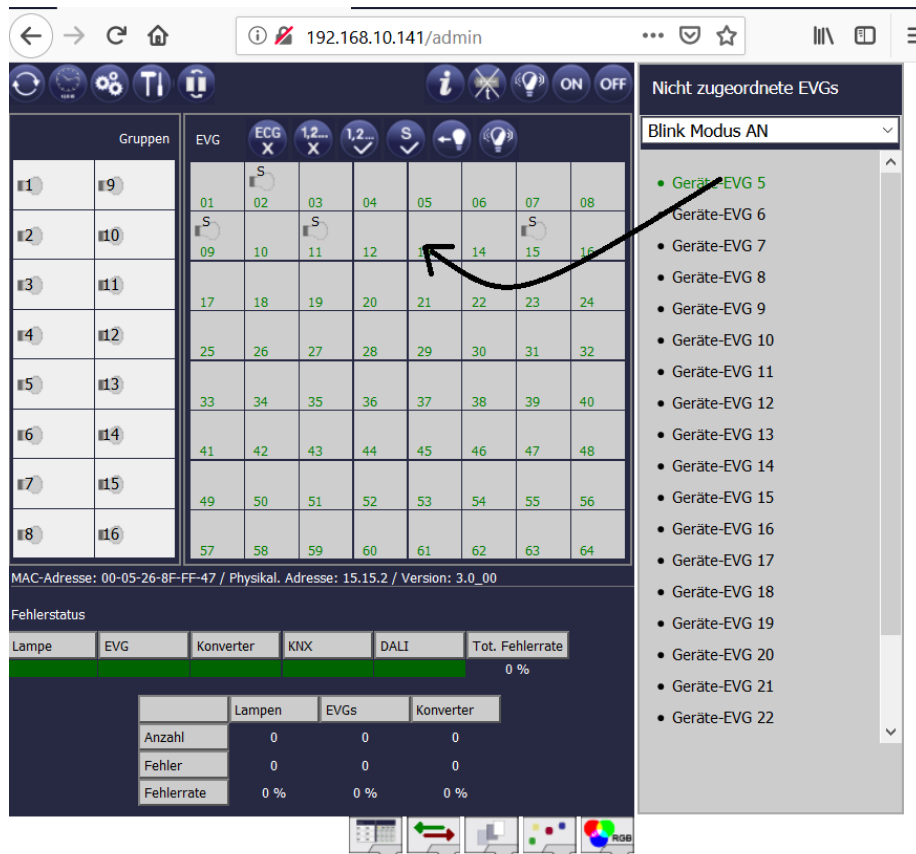 192.168.10.141/admin
i t ON OFF
Nicht zugeordnete EVGs
Gruppen
EVG ECG X 1,2... X 1,2... S
Blink Modus AN
1 9
2 10
3 11
4 12
5 13
6 14
7 15
8 16
S
01 02 03 04 05 06 07 08
S S S
09 10 11 12 13 14 15 16
17 18 19 20 21 22 23 24
25 26 27 28 29 30 31 32
33 34 35 36 37 38 39 40
41 42 43 44 45 46 47 48
49 50 51 52 53 54 55 56
57 58 59 60 61 62 63 64
• Geräte-EVG 5
• Geräte-EVG 6
• Geräte-EVG 7
• Geräte-EVG 8
• Geräte-EVG 9
• Geräte-EVG 10
• Geräte-EVG 11
• Geräte-EVG 12
• Geräte-EVG 13
• Geräte-EVG 14
• Geräte-EVG 15
• Geräte-EVG 16
• Geräte-EVG 17
• Geräte-EVG 18
• Geräte-EVG 19
• Geräte-EVG 20
• Geräte-EVG 21
• Geräte-EVG 22
MAC-Adresse: 00-05-26-8F-FF-47 / Physikal. Adresse: 15.15.2 / Version: 3.0_00
Fehlerstatus
Lampe EVG Konverter KNX DALI Tot. Fehlerrate
0 %
Lampen EVGs Konverter
Anzahl 0 0 0
Fehler 0 0 0
Fehlerrate 0 % 0 % 0 %
RGB